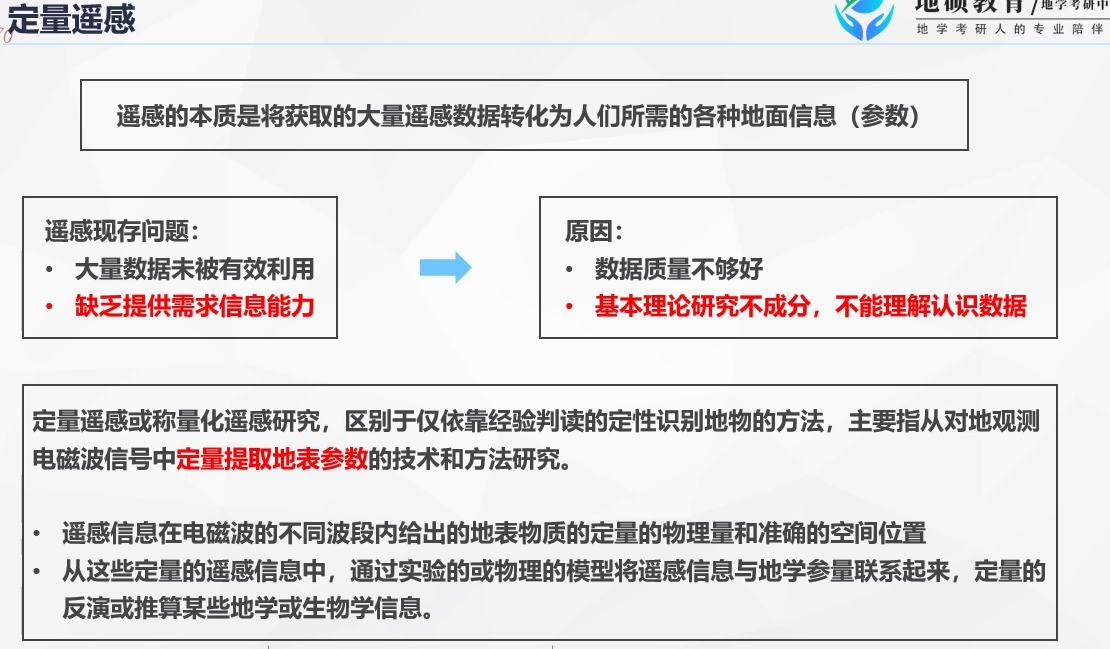 定量遥感
地硕教育/地学考研中
地学考研人的专业陪伴
遥感的本质是将获取的大量遥感数据转化为人们所需的各种地面信息（参数）
遥感现存问题：
• 大量数据未被有效利用
• 缺乏提供需求信息能力
原因：
• 数据质量不够好
• 基本理论研究不成分，不能理解认识数据
定量遥感或称量化遥感研究，区别于仅依靠经验判读的定性识别地物的方法，主要指从对地观测
电磁波信号中定量提取地表参数的技术和方法研究。
• 遥感信息在电磁波的不同波段内给出的地表物质的定量的物理量和准确的空间位置
• 从这些定量的遥感信息中，通过实验的或物理的模型将遥感信息与地学参量联系起来，定量的
反演或推算某些地学或生物学信息。